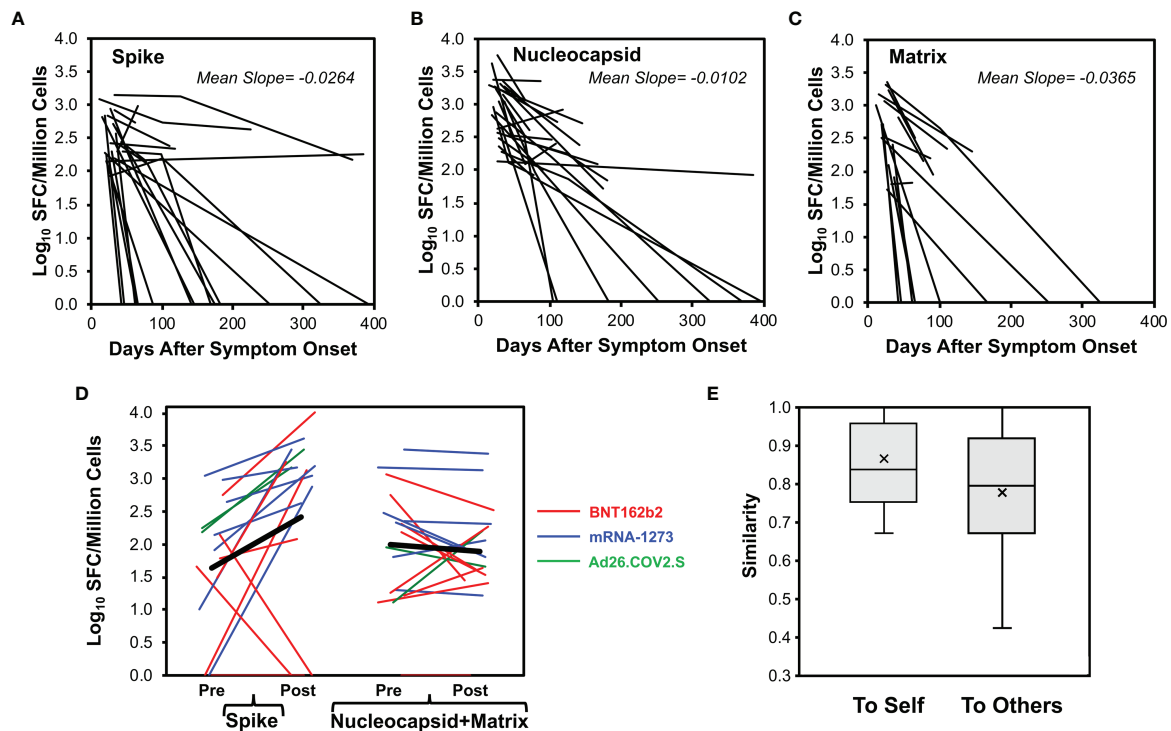 A
Spike
Mean Slope= -0.0264
4.0
3.5
3.0
2.5
2.0
1.5
1.0
0.5
0.0
Log10 SFC/Million Cells
0
100
200
300
400
Days After Symptom Onset
B
Nucleocapsid
Mean Slope= -0.0102
4.0
3.5
3.0
2.5
2.0
1.5
1.0
0.5
0.0
Log10 SFC/Million Cells
0
100
200
300
400
Days After Symptom Onset
C
Matrix
Mean Slope= -0.0365
4.0
3.5
3.0
2.5
2.0
1.5
1.0
0.5
0.0
Log10 SFC/Million Cells
0
100
200
300
400
Days After Symptom Onset
D
4.0
3.5
3.0
2.5
2.0
1.5
1.0
0.5
0.0
Log10 SFC/Million Cells
Pre
Post
Pre
Post
Spike
Nucleocapsid+Matrix
BNT162b2
mRNA-1273
Ad26.COV2.S
E
1.0
0.9
0.8
0.7
0.6
0.5
0.4
0.3
Similarity
To Self
To Others